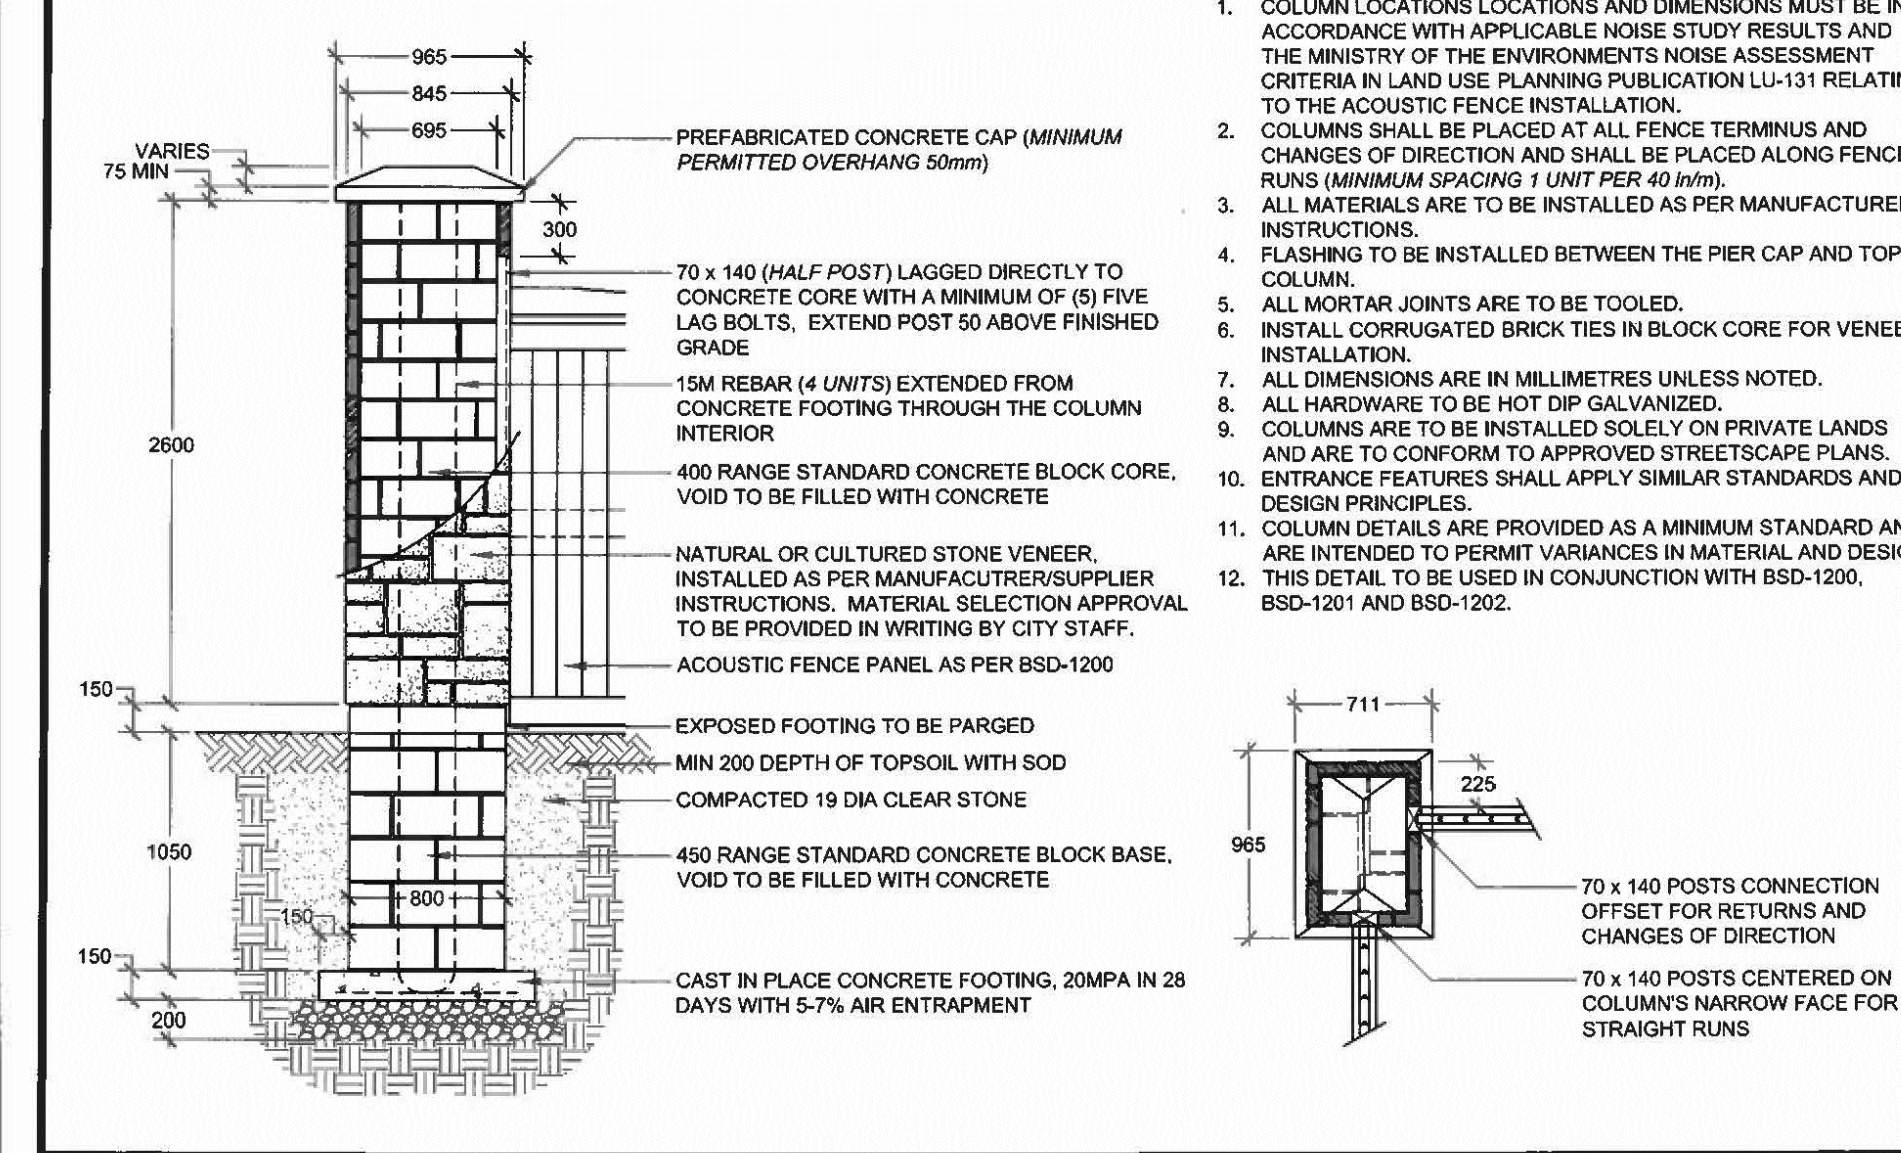 965
845
695
VARIES
75 MIN
300
2600
150
1050
800
150
150
200
PREFABRICATED CONCRETE CAP (MINIMUM
PERMITTED OVERHANG 50mm)
70 x 140 (HALF POST) LAGGED DIRECTLY TO
CONCRETE CORE WITH A MINIMUM OF (5) FIVE
LAG BOLTS, EXTEND POST 50 ABOVE FINISHED
GRADE
15M REBAR (4 UNITS) EXTENDED FROM
CONCRETE FOOTING THROUGH THE COLUMN
INTERIOR
400 RANGE STANDARD CONCRETE BLOCK CORE,
VOID TO BE FILLED WITH CONCRETE
NATURAL OR CULTURED STONE VENEER,
INSTALLED AS PER MANUFACUTRER/SUPPLIER
INSTRUCTIONS. MATERIAL SELECTION APPROVAL
TO BE PROVIDED IN WRITING BY CITY STAFF.
ACOUSTIC FENCE PANEL AS PER BSD-1200
EXPOSED FOOTING TO BE PARGED
MIN 200 DEPTH OF TOPSOIL WITH SOD
COMPACTED 19 DIA CLEAR STONE
450 RANGE STANDARD CONCRETE BLOCK BASE,
VOID TO BE FILLED WITH CONCRETE
CAST IN PLACE CONCRETE FOOTING, 20MPA IN 28
DAYS WITH 5-7% AIR ENTRAPMENT
1. COLUMN LOCATIONS LOCATIONS AND DIMENSIONS MUST BE IN
ACCORDANCE WITH APPLICABLE NOISE STUDY RESULTS AND
THE MINISTRY OF THE ENVIRONMENTS NOISE ASSESSMENT
CRITERIA IN LAND USE PLANNING PUBLICATION LU-131 RELATIN
TO THE ACOUSTIC FENCE INSTALLATION.
2. COLUMNS SHALL BE PLACED AT ALL FENCE TERMINUS AND
CHANGES OF DIRECTION AND SHALL BE PLACED ALONG FENCE
RUNS (MINIMUM SPACING 1 UNIT PER 40 ln/m).
3. ALL MATERIALS ARE TO BE INSTALLED AS PER MANUFACTURE
INSTRUCTIONS.
4. FLASHING TO BE INSTALLED BETWEEN THE PIER CAP AND TOP
COLUMN.
5. ALL MORTAR JOINTS ARE TO BE TOOLED.
6. INSTALL CORRUGATED BRICK TIES IN BLOCK CORE FOR VENEE
INSTALLATION.
7. ALL DIMENSIONS ARE IN MILLIMETRES UNLESS NOTED.
8. ALL HARDWARE TO BE HOT DIP GALVANIZED.
9. COLUMNS ARE TO BE INSTALLED SOLELY ON PRIVATE LANDS
AND ARE TO CONFORM TO APPROVED STREETSCAPE PLANS.
10. ENTRANCE FEATURES SHALL APPLY SIMILAR STANDARDS AND
DESIGN PRINCIPLES.
11. COLUMN DETAILS ARE PROVIDED AS A MINIMUM STANDARD AN
ARE INTENDED TO PERMIT VARIANCES IN MATERIAL AND DESIG
12. THIS DETAIL TO BE USED IN CONJUNCTION WITH BSD-1200,
BSD-1201 AND BSD-1202.
711
225
965
70 x 140 POSTS CONNECTION
OFFSET FOR RETURNS AND
CHANGES OF DIRECTION
70 x 140 POSTS CENTERED ON
COLUMN'S NARROW FACE FOR
STRAIGHT RUNS